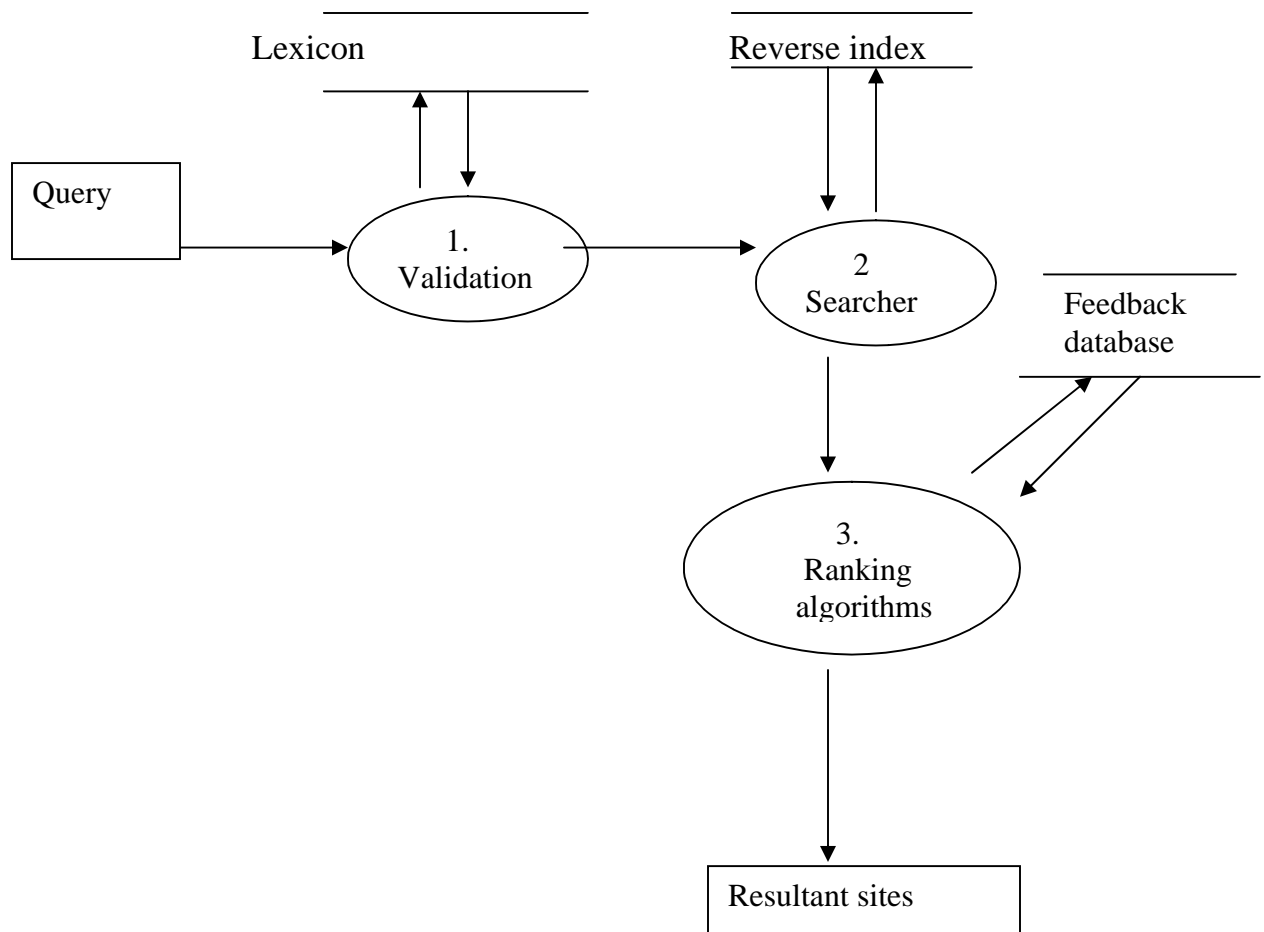 Lexicon
Reverse index
Query
1.
Validation
2
Searcher
Feedback
database
3.
Ranking
algorithms
Resultant sites